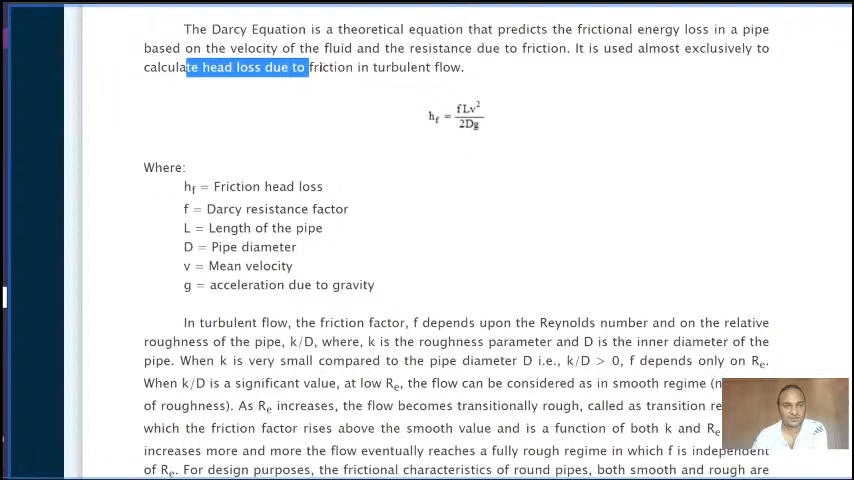 The Darcy Equation is a theoretical equation that predicts the frictional energy loss in a pipe
based on the velocity of the fluid and the resistance due to friction. It is used almost exclusively to
calculate head loss due to friction in turbulent flow.
h_f = fLv² / 2Dg
Where:
h_f = Friction head loss
f = Darcy resistance factor
L = Length of the pipe
D = Pipe diameter
v = Mean velocity
g = acceleration due to gravity
In turbulent flow, the friction factor, f depends upon the Reynolds number and on the relative
roughness of the pipe, k/D, where, k is the roughness parameter and D is the inner diameter of the
pipe. When k is very small compared to the pipe diameter D i.e., k/D > 0, f depends only on R_e.
When k/D is a significant value, at low R_e, the flow can be considered as in smooth regime
of roughness). As R_e increases, the flow becomes transitionally rough, called as transition
which the friction factor rises above the smooth value and is a function of both k and R_e
increases more and more the flow eventually reaches a fully rough regime in which f is independent
of R_e. For design purposes, the frictional characteristics of round pipes, both smooth and rough are